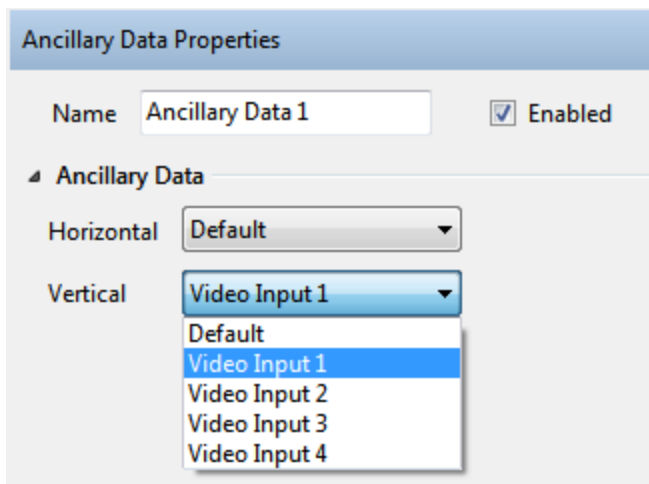 Ancillary Data Properties
Name Ancillary Data 1 Enabled
Ancillary Data
Horizontal Default
Vertical Video Input 1
Default
Video Input 1
Video Input 2
Video Input 3
Video Input 4